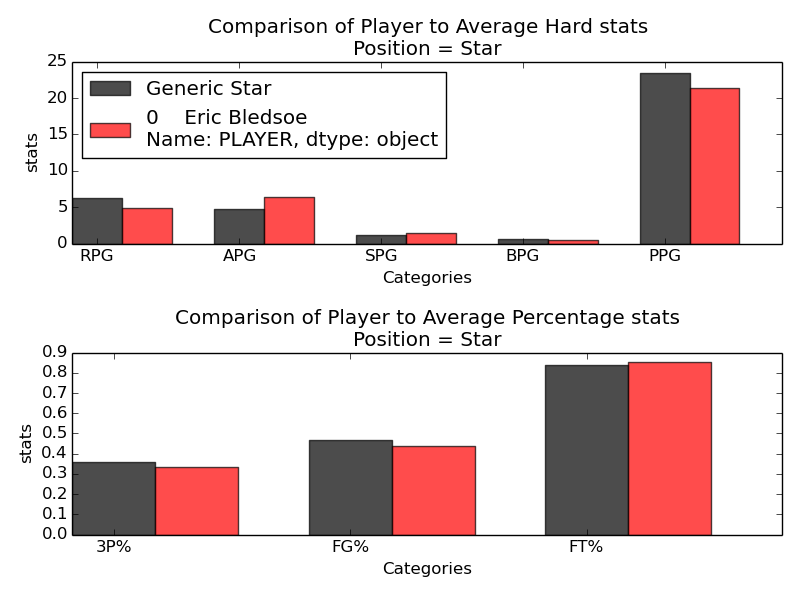 Comparison of Player to Average Hard stats
Position = Star
25
20
15
10
5
0
stats
Generic Star
0    Eric Bledsoe
Name: PLAYER, dtype: object
RPG
APG
SPG
BPG
PPG
Categories
Comparison of Player to Average Percentage stats
Position = Star
0.9
0.8
0.7
0.6
0.5
0.4
0.3
0.2
0.1
0.0
stats
3P%
FG%
FT%
Categories